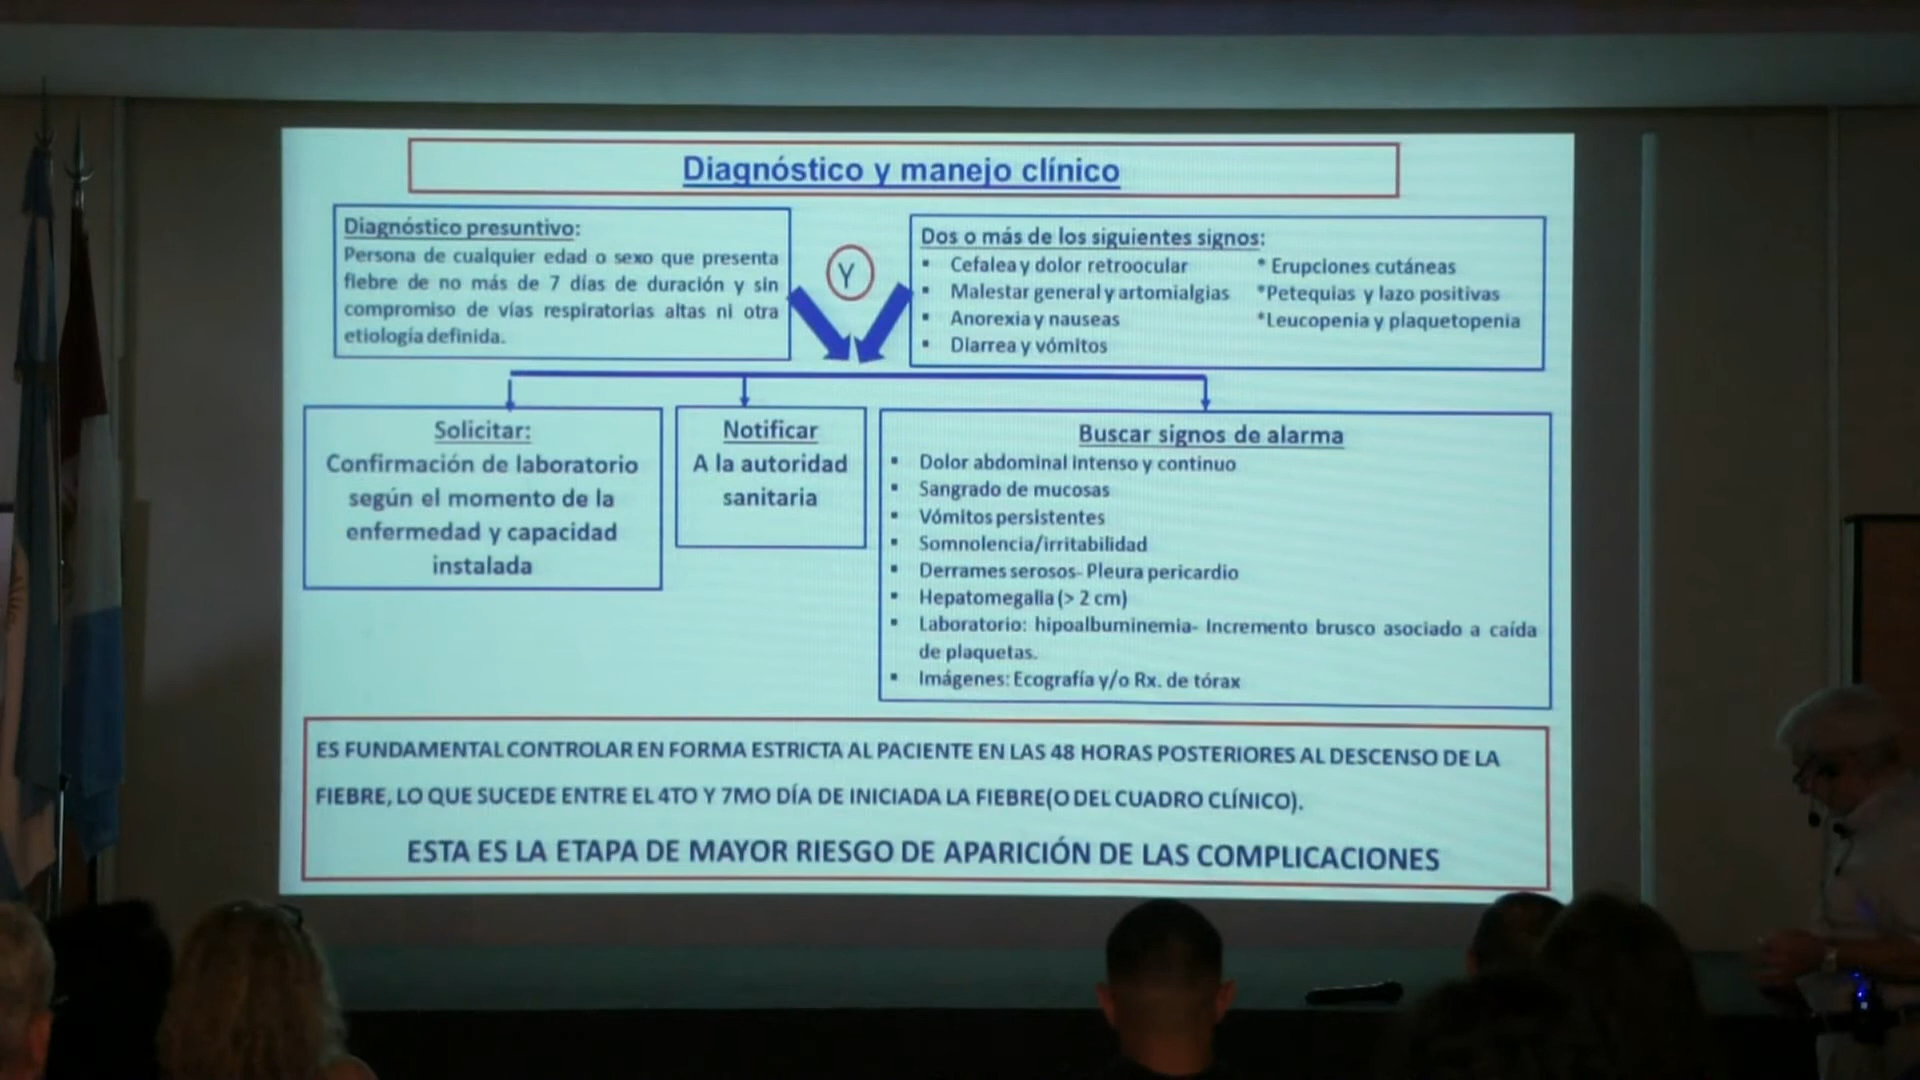 Diagnóstico y manejo clínico
Diagnóstico presuntivo:
Persona de cualquier edad o sexo que presenta
fiebre de no más de 7 días de duración y sin
compromiso de vías respiratorias altas ni otra
etiología definida.
Y
Dos o más de los siguientes signos:
▪ Cefalea y dolor retroocular
▪ Malestar general y artomialgias
▪ Anorexia y nauseas
▪ Diarrea y vómitos
* Erupciones cutáneas
*Petequias y lazo positivas
*Leucopenia y plaquetopenia
Solicitar:
Confirmación de laboratorio
según el momento de la
enfermedad y capacidad
instalada
Notificar
A la autoridad
sanitaria
Buscar signos de alarma
▪ Dolor abdominal intenso y continuo
▪ Sangrado de mucosas
▪ Vómitos persistentes
▪ Somnolencia/irritabilidad
▪ Derrames serosos- Pleura pericardio
▪ Hepatomegalia (> 2 cm)
▪ Laboratorio: hipoalbuminemia- Incremento brusco asociado a caída
de plaquetas.
▪ Imágenes: Ecografía y/o Rx. de tórax
ES FUNDAMENTAL CONTROLAR EN FORMA ESTRICTA AL PACIENTE EN LAS 48 HORAS POSTERIORES AL DESCENSO DE LA
FIEBRE, LO QUE SUCEDE ENTRE EL 4TO Y 7MO DÍA DE INICIADA LA FIEBRE(O DEL CUADRO CLÍNICO).
ESTA ES LA ETAPA DE MAYOR RIESGO DE APARICIÓN DE LAS COMPLICACIONES